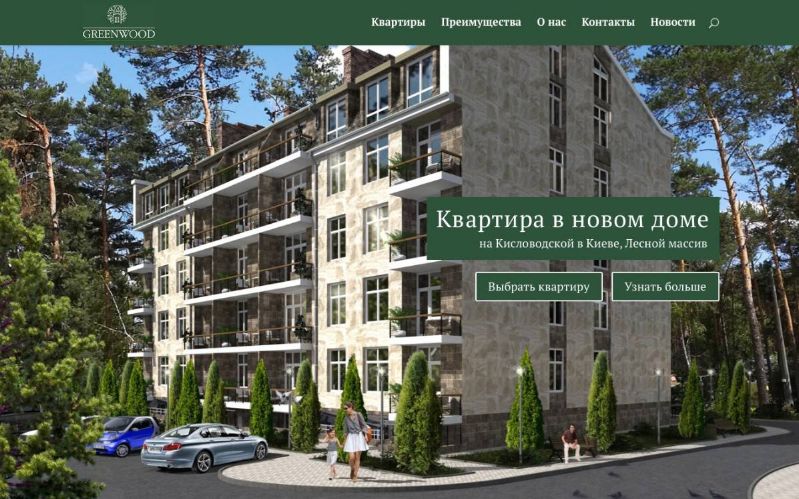 GREENWOOD
Квартиры Преимущества О нас Контакты Новости
Квартира в новом доме
на Кисловодской в Киеве, Лесной массив
Выбрать квартиру Узнать больше